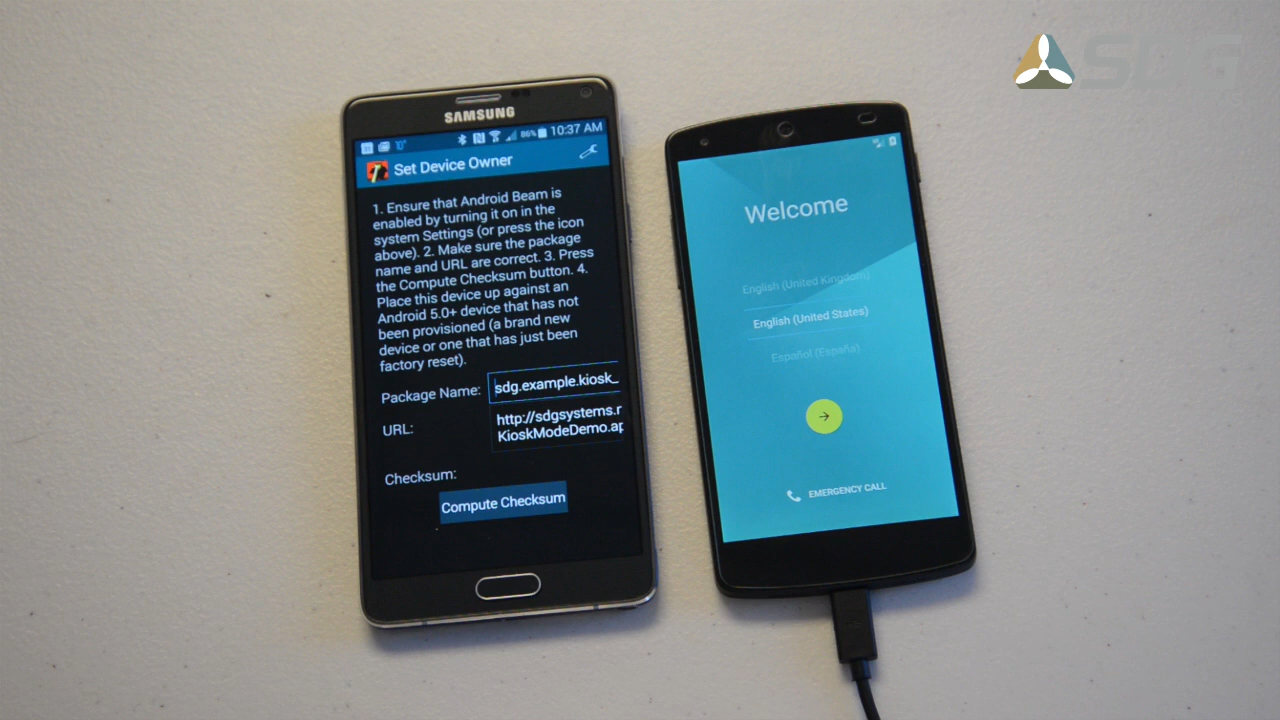 SDG
SAMSUNG
86% 10:37 AM
Set Device Owner
1. Ensure that Android Beam is
enabled by turning it on in the
system Settings (or press the icon
above). 2. Make sure the package
name and URL are correct. 3. Press
the Compute Checksum button. 4.
Place this device up against an
Android 5.0+ device that has not
been provisioned (a brand new
device or one that has just been
factory reset).
Package Name: sdg.example.kiosk_
URL: http://sdgsystems.r
KioskModeDemo.ap
Checksum:
Compute Checksum
Welcome
English (United Kingdom)
English (United States)
Español (España)
EMERGENCY CALL